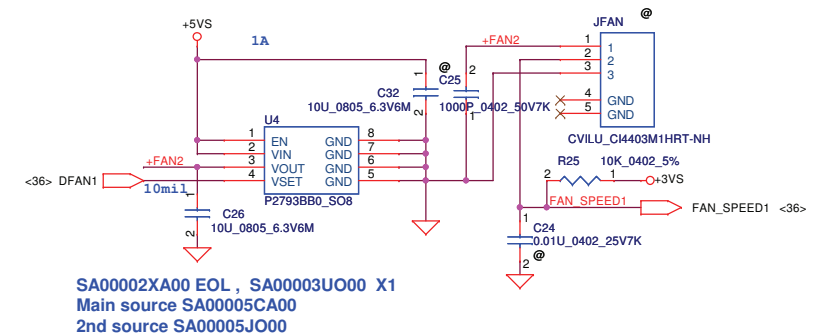 +5VS
1A
JFAN
@
+FAN2
1
2
3
1
2
3
4
5
GND
GND
CVILU_CI4403M1HRT-NH
1
@
C32
10U_0805_6.3V6M
2
2
C25
1000P_0402_50V7K
1
U4
1 EN GND 8
2 VIN GND 7
3 VOUT GND 6
4 VSET GND 5
P2793BB0_SO8
+FAN2
<36> DFAN1
10mil
1
C26
10U_0805_6.3V6M
2
R25 10K_0402_5%
2 1
+3VS
FAN_SPEED1
FAN_SPEED1 <36>
1
C24
0.01U_0402_25V7K
2
@
SA00002XA00 EOL , SA00003UO00 X1
Main source SA00005CA00
2nd source SA00005JO00